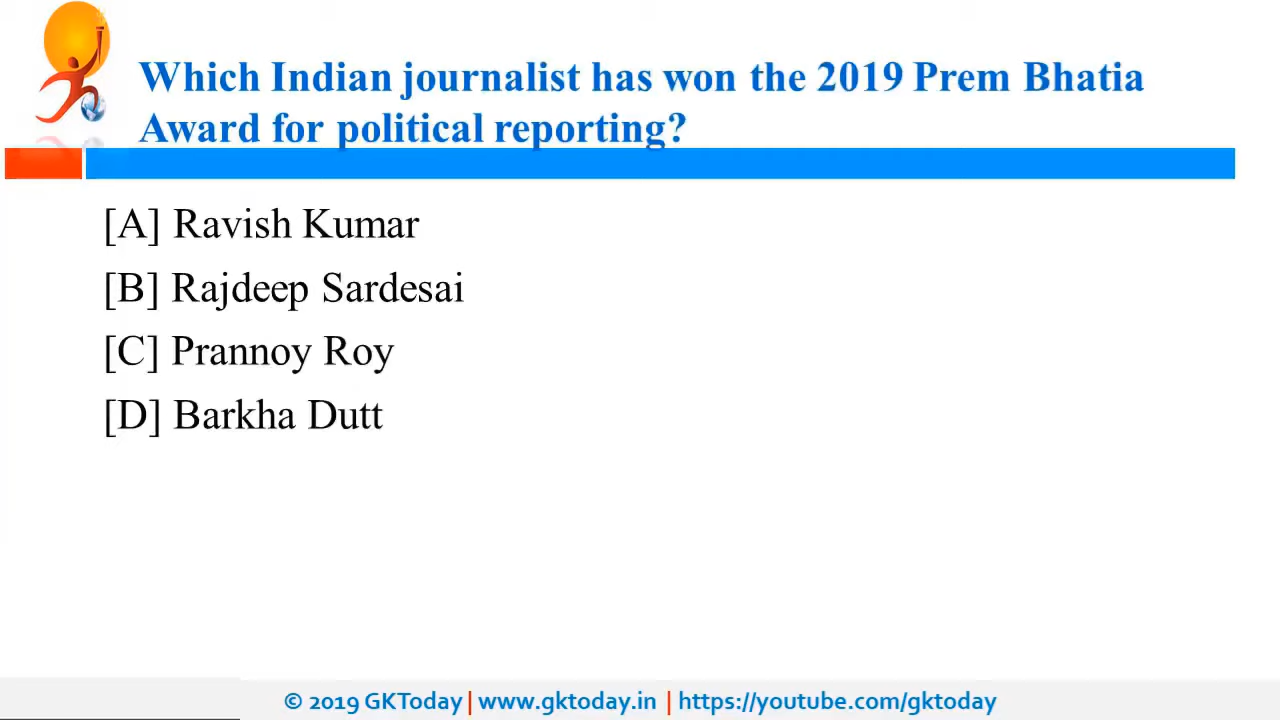 Which Indian journalist has won the 2019 Prem Bhatia
Award for political reporting?
[A] Ravish Kumar
[B] Rajdeep Sardesai
[C] Prannoy Roy
[D] Barkha Dutt
© 2019 GKToday | www.gktoday.in | https://youtube.com/gktoday